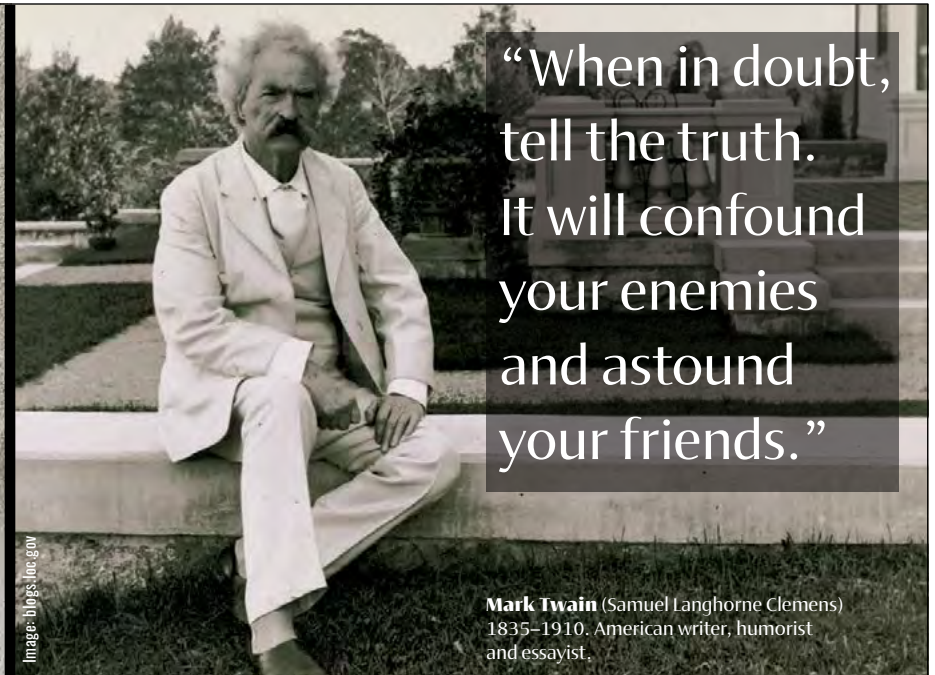 “When in doubt,
tell the truth.
It will confound
your enemies
and astound
your friends.”
Mark Twain (Samuel Langhorne Clemens)
1835–1910. American writer, humorist
and essayist.
Image: blogs.loc.gov